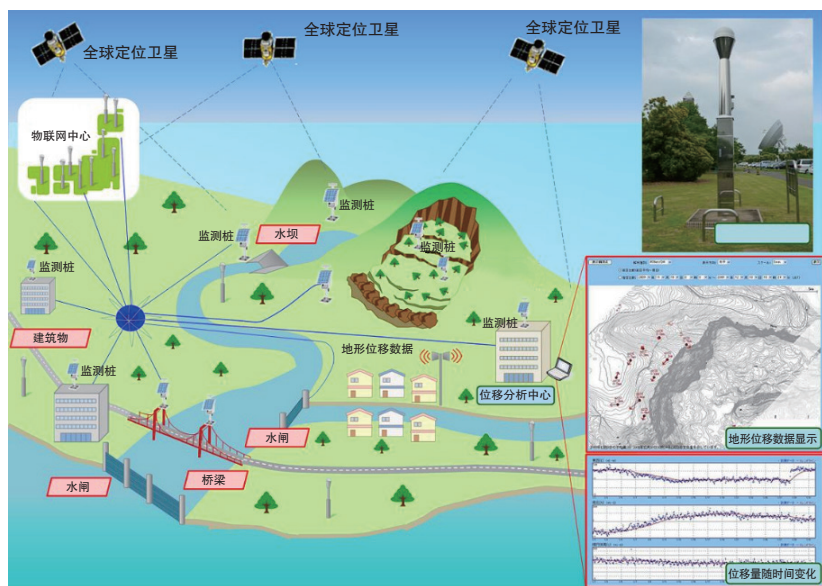 全球定位卫星
全球定位卫星
全球定位卫星
物联网中心
监测桩
监测桩
水坝
监测桩
监测桩
建筑物
监测桩
地形位移数据
监测桩
位移分析中心
水闸
桥梁
水闸
地形位移数据显示
位移量随时间变化